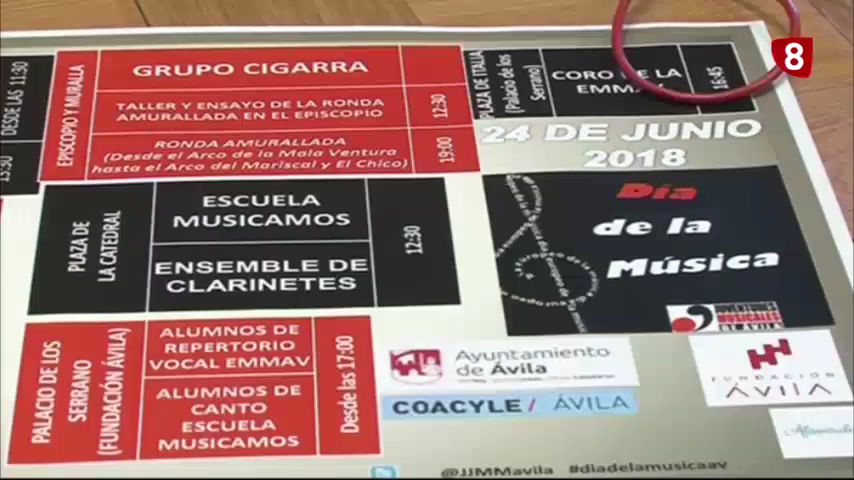 DESDE LAS 11:30
EPISCOPIO Y MURALLA
GRUPO CIGARRA
TALLER Y ENSAYO DE LA RONDA
AMURALLADA EN EL EPISCOPIO
12:30
RONDA AMURALLADA
(Desde el Arco de la Mala Ventura
hasta el Arco del Mariscal y El Chico)
19:00
PLAZA DE ITALIA
(Palacio de los
Serrano)
CORO DE LA
16:45
8
24 DE JUNIO
2018
PLAZA DE
LA CATEDRAL
ESCUELA
MUSICAMOS
ENSEMBLE DE
CLARINETES
12:30
Día
de la
Música
JUVENTUDES
MUSICALES
DE ÁVILA
PALACIO DE LOS
SERRANO
(FUNDACIÓN ÁVILA)
ALUMNOS DE
REPERTORIO
VOCAL EMMAV
ALUMNOS DE
CANTO
ESCUELA
MUSICAMOS
Desde las 17:00
Ayuntamiento
de Ávila
COACYLE/ ÁVILA
FUNDACIÓN
ÁVILA
@JJMMavila #diadelamusicaav